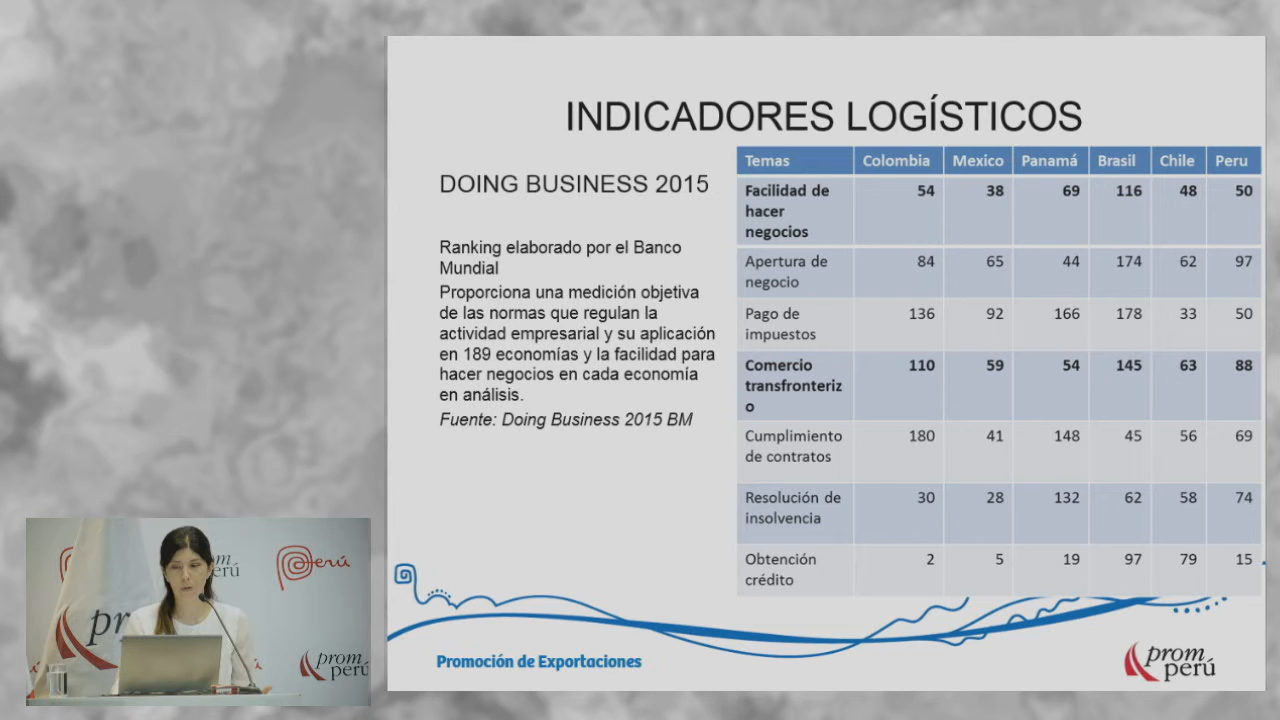 INDICADORES LOGÍSTICOS
DOING BUSINESS 2015
Ranking elaborado por el Banco
Mundial
Proporciona una medición objetiva
de las normas que regulan la
actividad empresarial y su aplicación
en 189 economías y la facilidad para
hacer negocios en cada economía
en análisis.
Fuente: Doing Business 2015 BM
Temas Colombia Mexico Panamá Brasil Chile Peru
Facilidad de 54 38 69 116 48 50
hacer
negocios
Apertura de 84 65 44 174 62 97
negocio
Pago de 136 92 166 178 33 50
impuestos
Comercio 110 59 54 145 63 88
transfronteriz
o
Cumplimiento 180 41 148 45 56 69
de contratos
Resolución de 30 28 132 62 58 74
insolvencia
Obtención 2 5 19 97 79 15
crédito
Promoción de Exportaciones
prom
perú
Perú
prom
perú